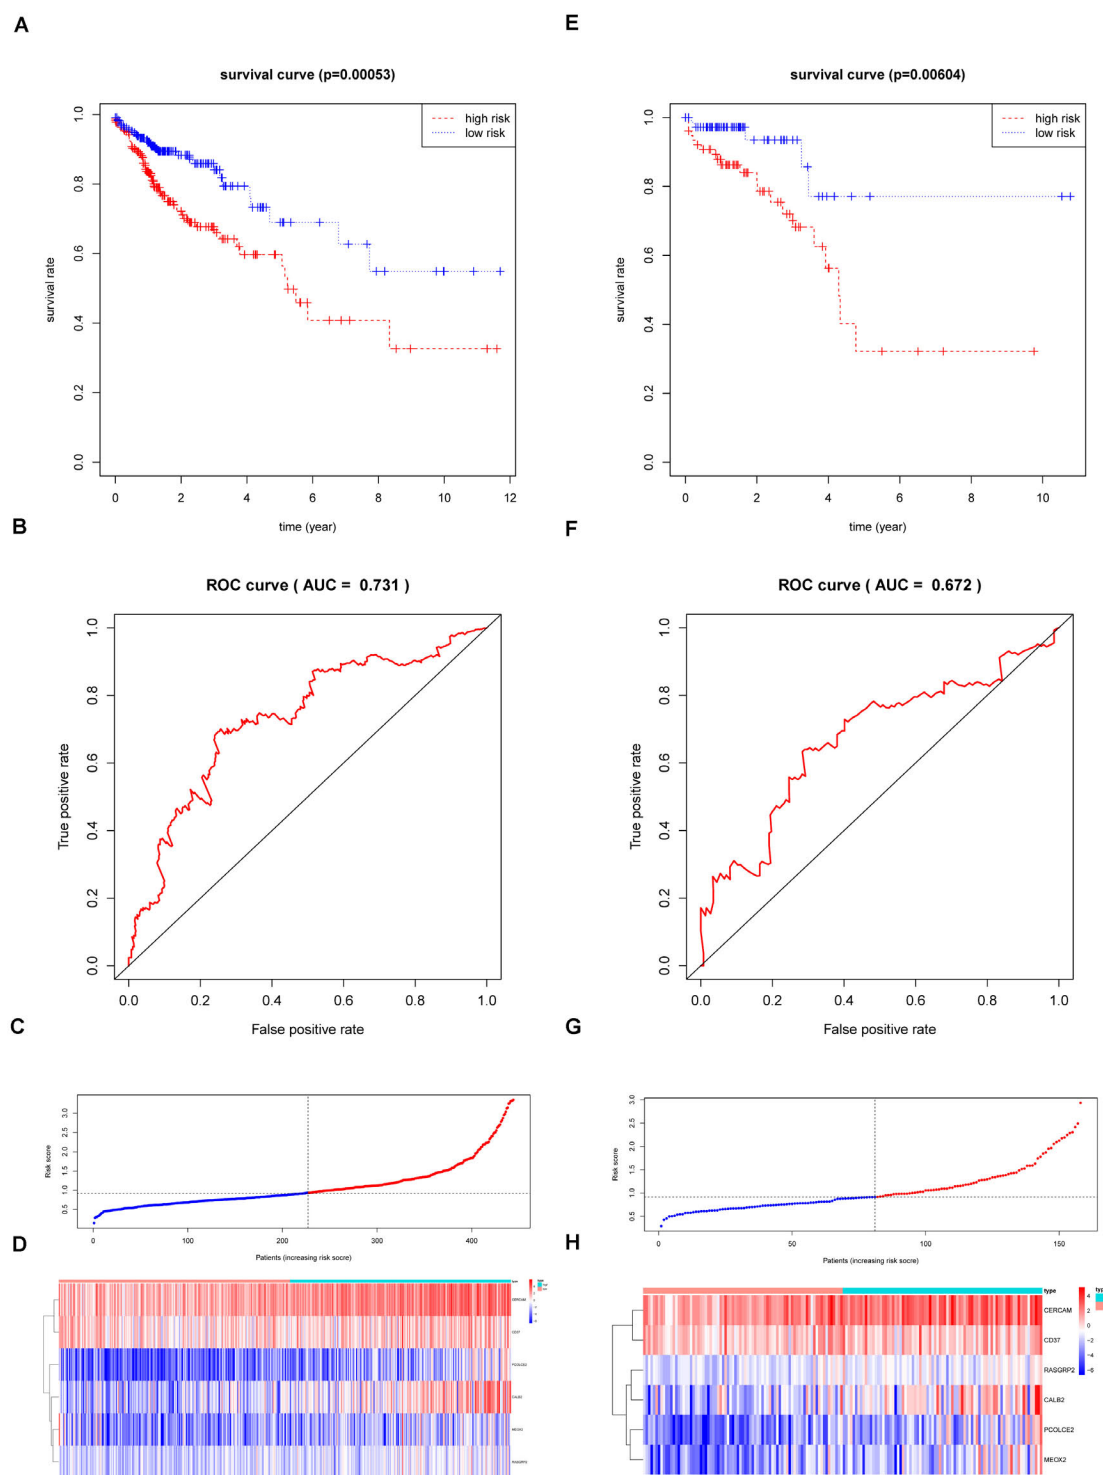 A
survival curve (p=0.00053)
high risk
low risk
survival rate
1.0
0.8
0.6
0.4
0.2
0.0
0 2 4 6 8 10 12
time (year)
E
survival curve (p=0.00604)
high risk
low risk
survival rate
1.0
0.8
0.6
0.4
0.2
0.0
0 2 4 6 8 10
time (year)
B
ROC curve ( AUC = 0.731 )
True positive rate
1.0
0.8
0.6
0.4
0.2
0.0
0.0 0.2 0.4 0.6 0.8 1.0
False positive rate
F
ROC curve ( AUC = 0.672 )
True positive rate
1.0
0.8
0.6
0.4
0.2
0.0
0.0 0.2 0.4 0.6 0.8 1.0
False positive rate
C
Risk score
3.0
2.5
2.0
1.5
1.0
0.5
0 100 200 300 400
Patients (increasing risk socre)
G
Risk score
3.0
2.5
2.0
1.5
1.0
0.5
0 50 100 150
Patients (increasing risk socre)
D
CERCAM
CD37
PCOLCE2
CALB2
MEOX2
RASGRP2
H
type
CERCAM
CD37
RASGRP2
CALB2
PCOLCE2
MEOX2
4
2
0
−2
−4
−6
typ